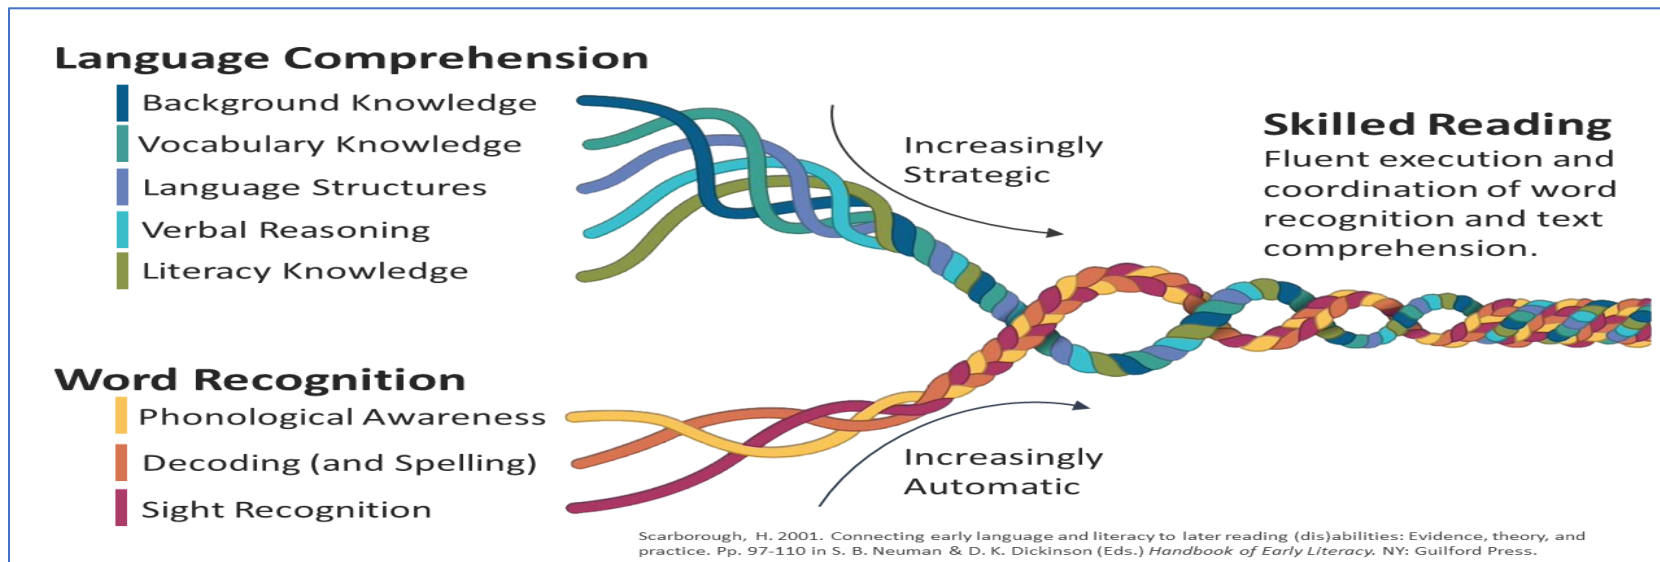 Language Comprehension
Background Knowledge
Vocabulary Knowledge
Language Structures
Verbal Reasoning
Literacy Knowledge
Increasingly
Strategic
Skilled Reading
Fluent execution and
coordination of word
recognition and text
comprehension.
Word Recognition
Phonological Awareness
Decoding (and Spelling)
Sight Recognition
Increasingly
Automatic
Scarborough, H. 2001. Connecting early language and literacy to later reading (dis)abilities: Evidence, theory, and
practice. Pp. 97-110 in S. B. Neuman & D. K. Dickinson (Eds.) Handbook of Early Literacy. NY: Guilford Press.